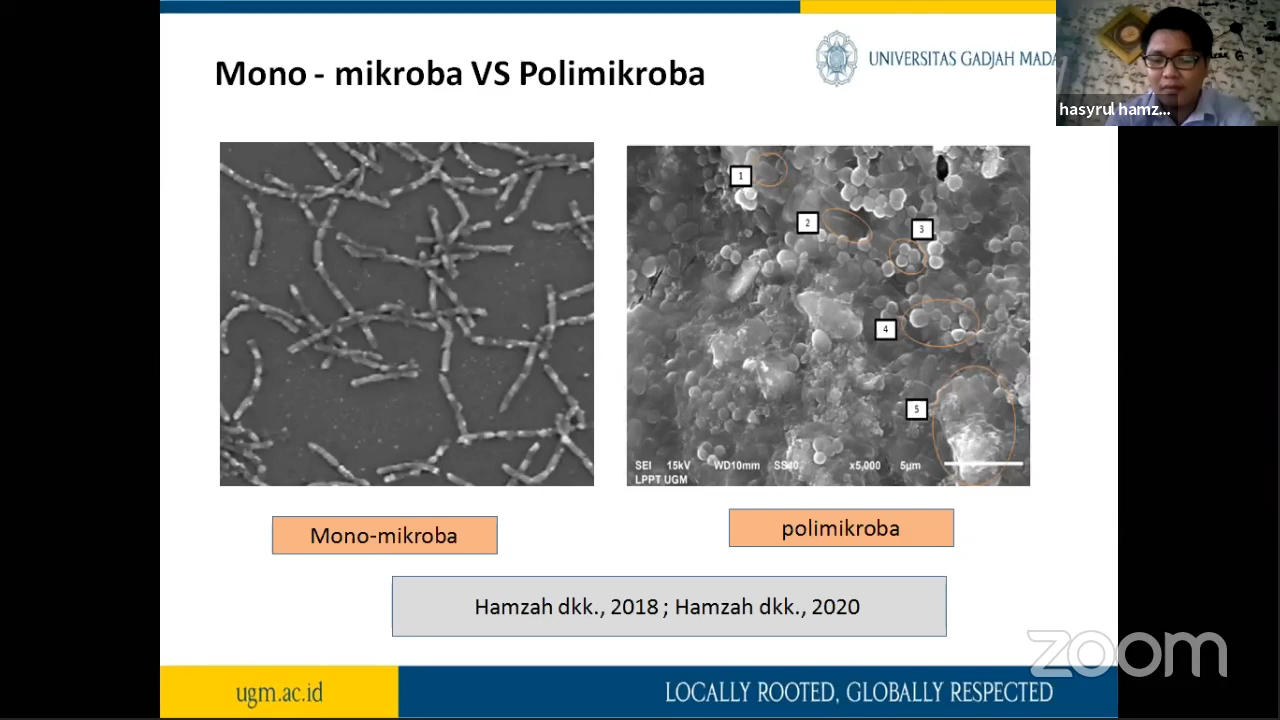 Mono - mikroba VS Polimikroba
UNIVERSITAS GADJAH MADA
hasyrul hamz...
1
2
3
4
5
SEI 15kV WD10mm SS40 x5,000 5µm
LPPT UGM
Mono-mikroba
polimikroba
Hamzah dkk., 2018 ; Hamzah dkk., 2020
zoom
ugm.ac.id
LOCALLY ROOTED, GLOBALLY RESPECTED